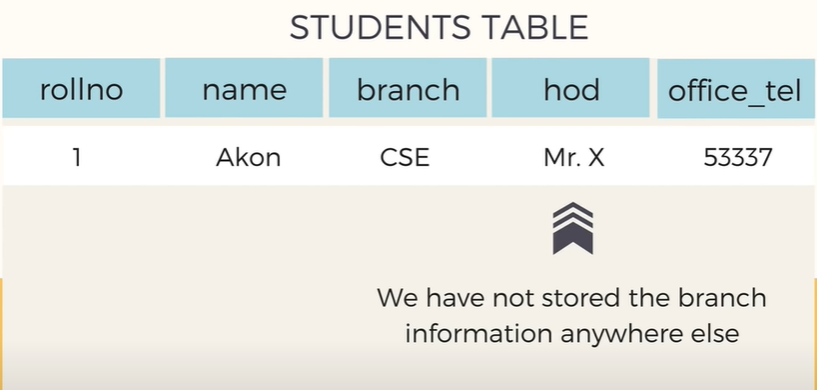 STUDENTS TABLE
rollno name branch hod office_tel
1 Akon CSE Mr. X 53337
We have not stored the branch
information anywhere else